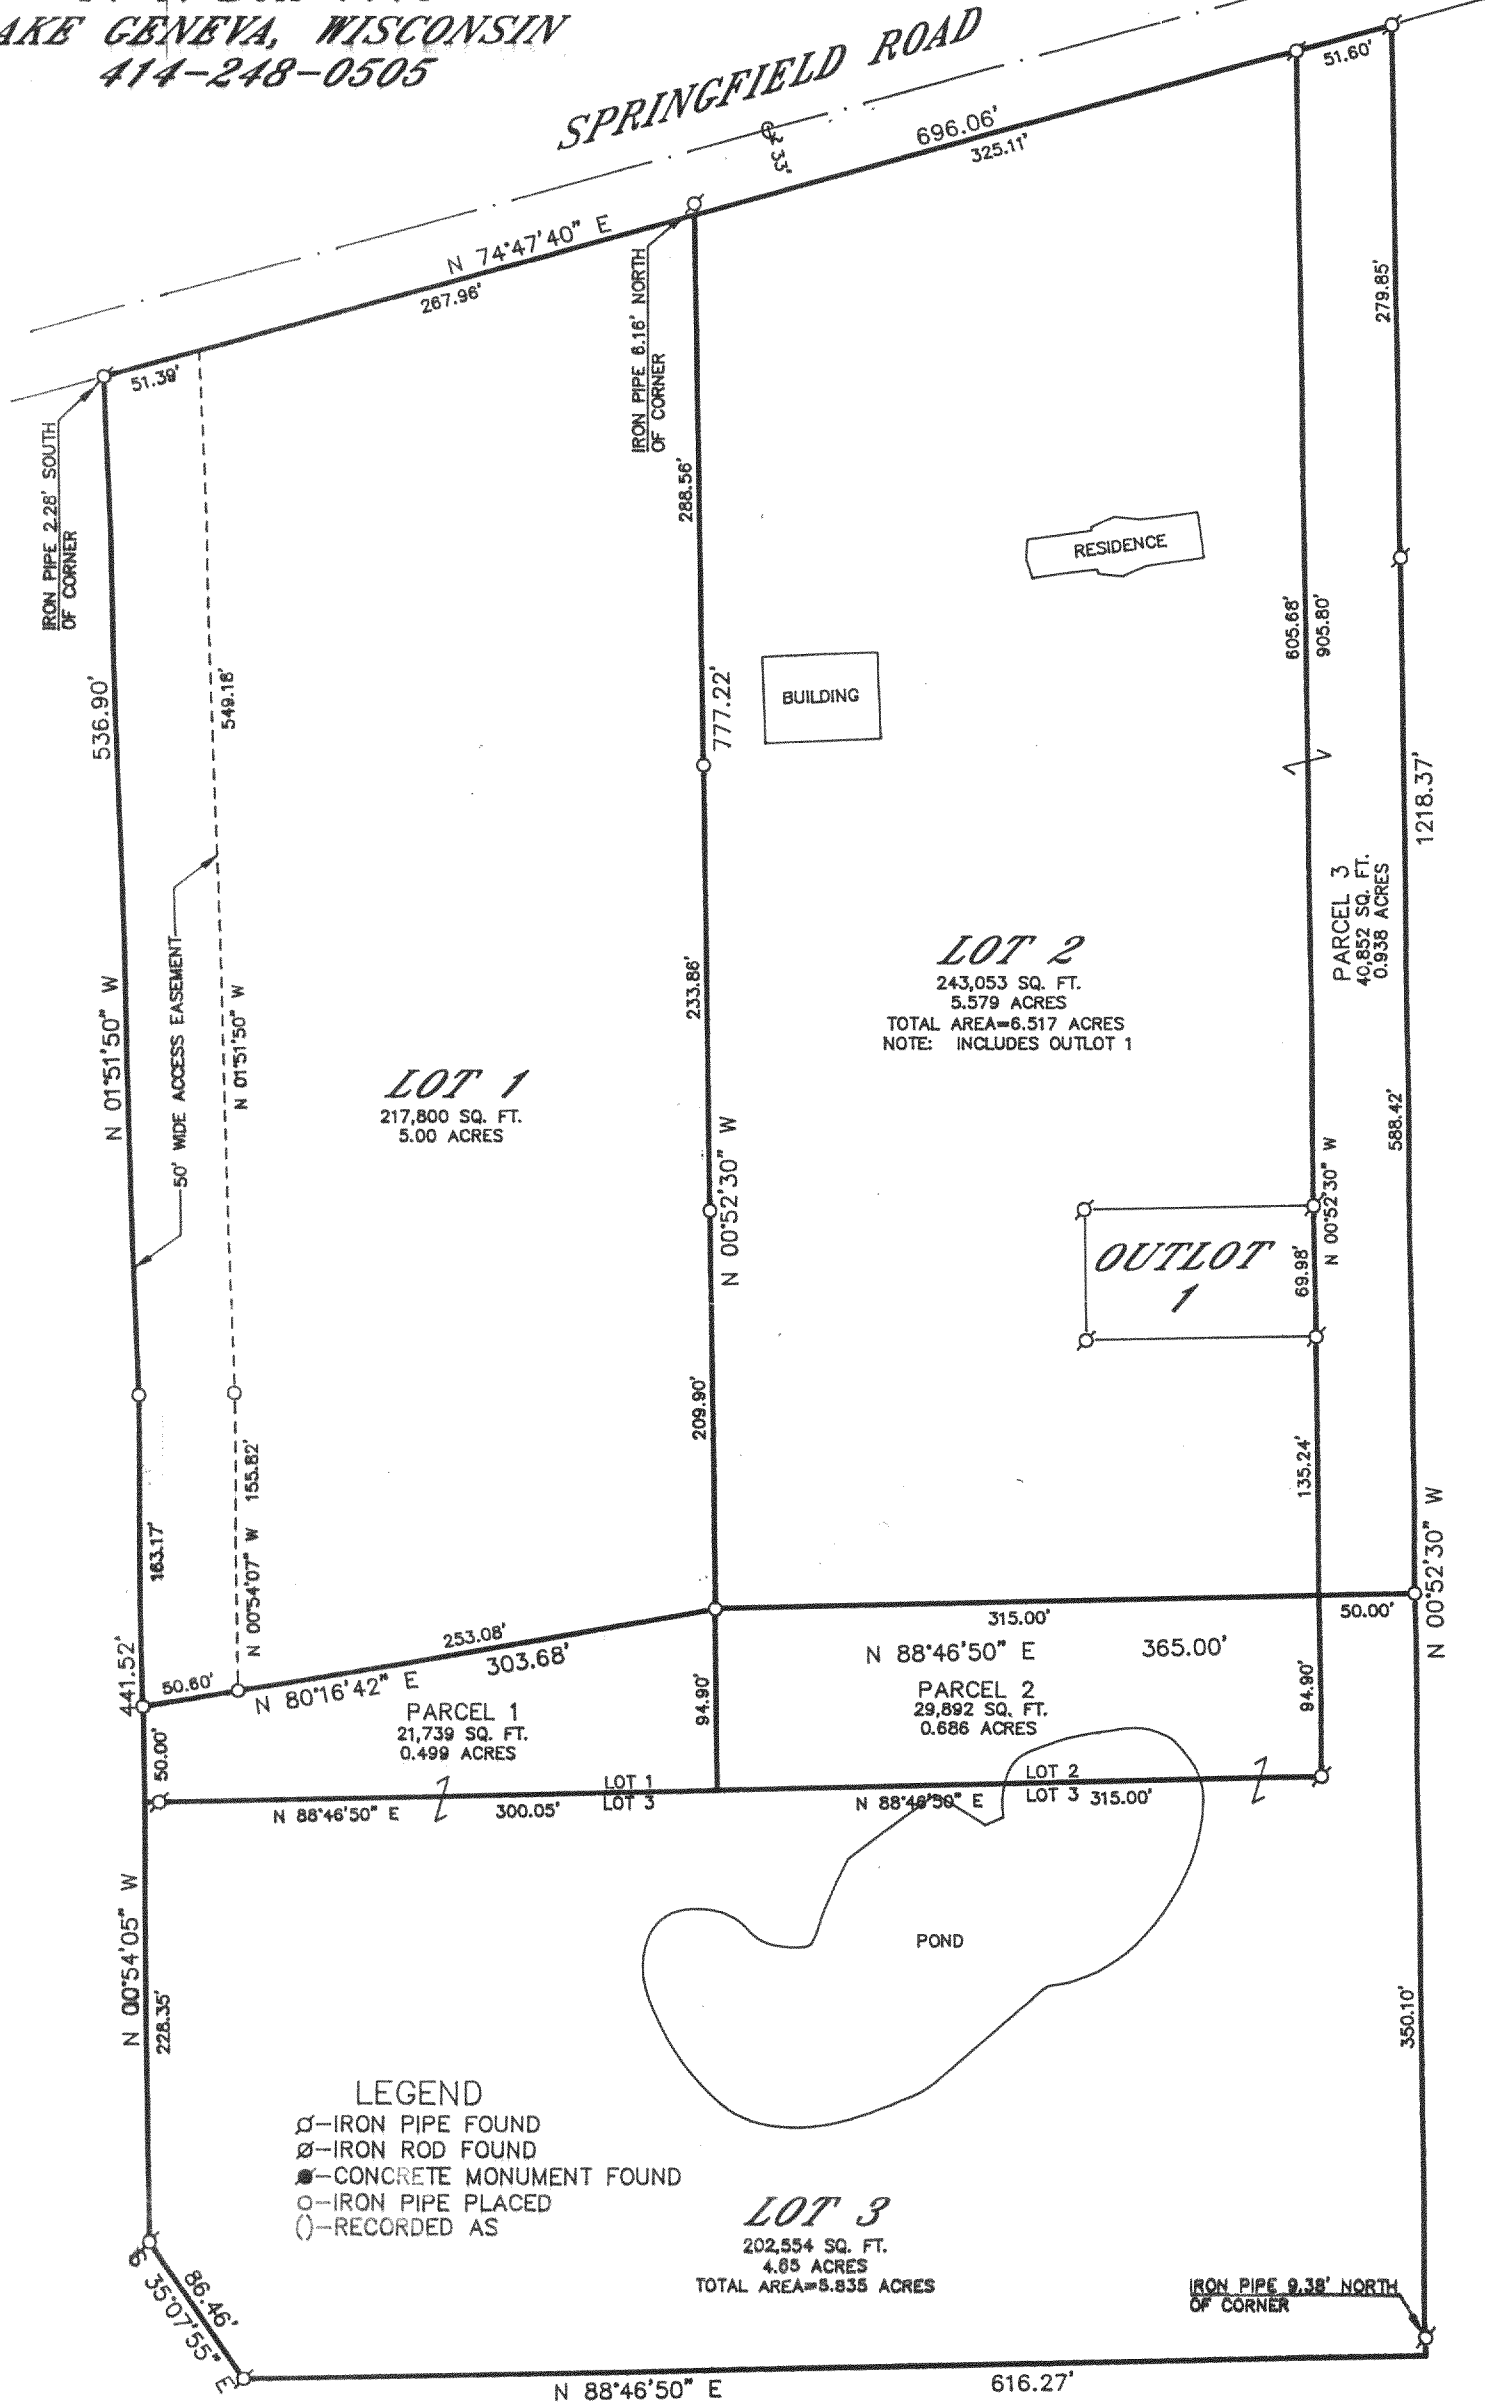 LAKE GENEVA, WISCONSIN
414-248-0505
SPRINGFIELD ROAD
51.60'
696.06'
325.11'
33'
N 74°47'40" E
267.96'
51.39'
IRON PIPE 6.16' NORTH
OF CORNER
IRON PIPE 2.28' SOUTH
OF CORNER
279.85'
288.56'
RESIDENCE
BUILDING
605.68'
905.80'
536.90'
549.18'
777.22'
1218.37'
PARCEL 3
40,852 SQ. FT.
0.938 ACRES
LOT 2
243,053 SQ. FT.
5.579 ACRES
TOTAL AREA=6.517 ACRES
NOTE: INCLUDES OUTLOT 1
233.86'
N 01°51'50" W
50' WIDE ACCESS EASEMENT
N 01°51'50" W
LOT 1
217,800 SQ. FT.
5.00 ACRES
588.42'
N 00°52'30" W
N 00°52'30" W
OUTLOT
1
69.98'
209.90'
135.24'
163.17'
155.82'
N 00°54'07" W
N 00°52'30" W
315.00'
50.00'
N 88°46'50" E
365.00'
253.08'
303.68'
50.60'
N 80°16'42" E
441.52'
PARCEL 1
21,739 SQ. FT.
0.499 ACRES
94.90'
PARCEL 2
29,892 SQ. FT.
0.686 ACRES
94.90'
50.00'
LOT 1
LOT 3
N 88°46'50" E
300.05'
LOT 2
LOT 3
N 88°46'50" E
315.00'
POND
N 00°54'05" W
228.35'
350.10'
LEGEND
Ø-IRON PIPE FOUND
Ø-IRON ROD FOUND
●-CONCRETE MONUMENT FOUND
○-IRON PIPE PLACED
()-RECORDED AS
LOT 3
202,554 SQ. FT.
4.65 ACRES
TOTAL AREA=5.835 ACRES
IRON PIPE 9.38' NORTH
OF CORNER
86.46'
S 35°07'55" E
N 88°46'50" E
616.27'